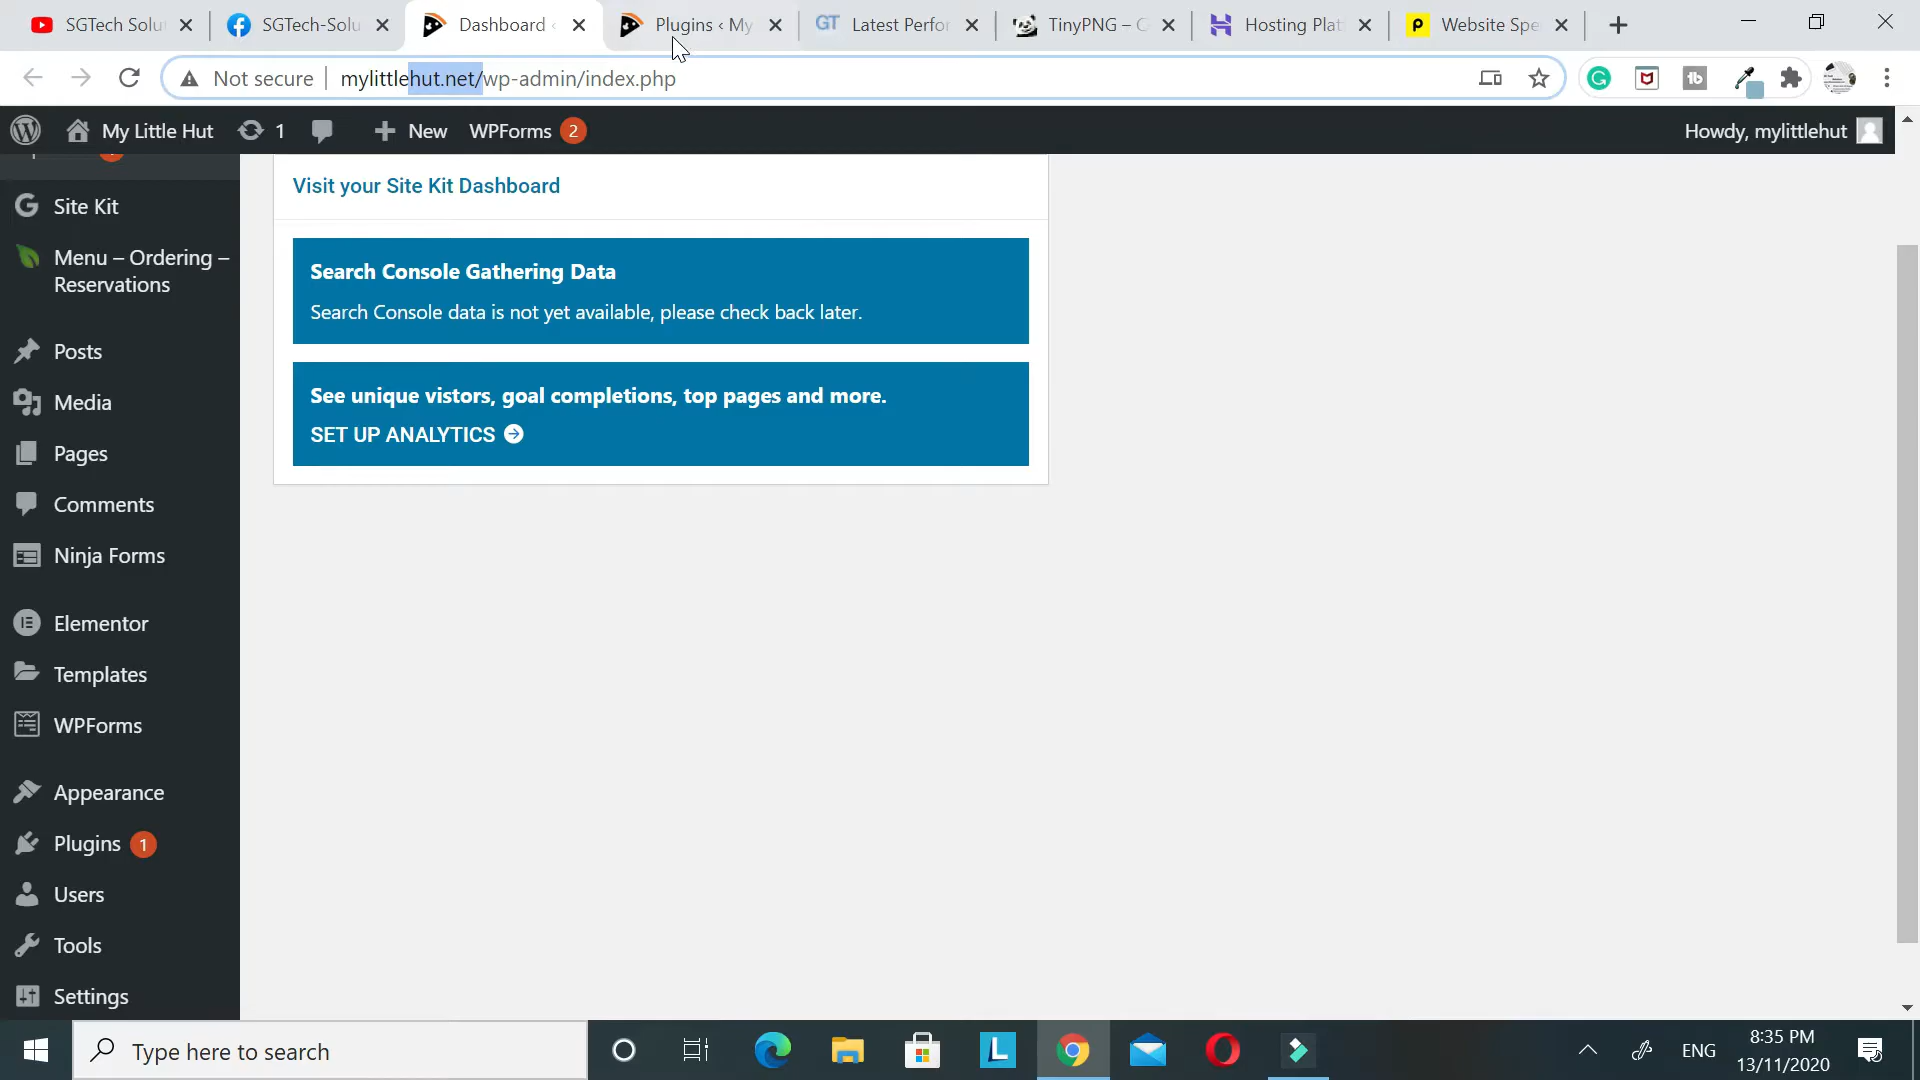 SGTech Solu
SGTech-Solu
Dashboard
Plugins ‹ My
GT Latest Perfor
TinyPNG – C
Hosting Plat
Website Spe
Not secure mylittlehut.net/wp-admin/index.php
My Little Hut 1 New WPForms 2
Howdy, mylittlehut
Site Kit
Menu – Ordering –
Reservations
Posts
Media
Pages
Comments
Ninja Forms
Elementor
Templates
WPForms
Appearance
Plugins 1
Users
Tools
Settings
Visit your Site Kit Dashboard
Search Console Gathering Data
Search Console data is not yet available, please check back later.
See unique vistors, goal completions, top pages and more.
SET UP ANALYTICS
Type here to search
ENG
8:35 PM
13/11/2020